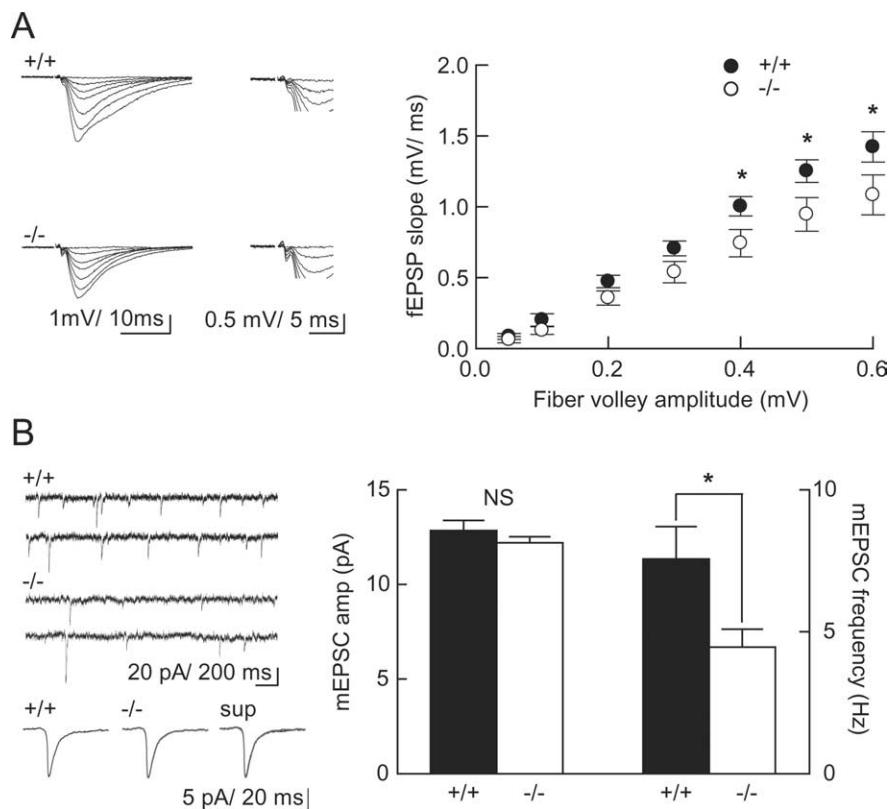 A
+/+
-/-
1mV/ 10ms
0.5 mV/ 5 ms
fEPSP slope (mV/ ms)
2.0
1.5
1.0
0.5
0.0
+/+
-/-
*
*
*
0.0
0.2
0.4
0.6
Fiber volley amplitude (mV)
B
+/+
-/-
20 pA/ 200 ms
+/+
-/-
sup
5 pA/ 20 ms
mEPSC amp (pA)
15
10
5
0
NS
*
10
5
0
mEPSC frequency (Hz)
+/+
-/-
+/+
-/-